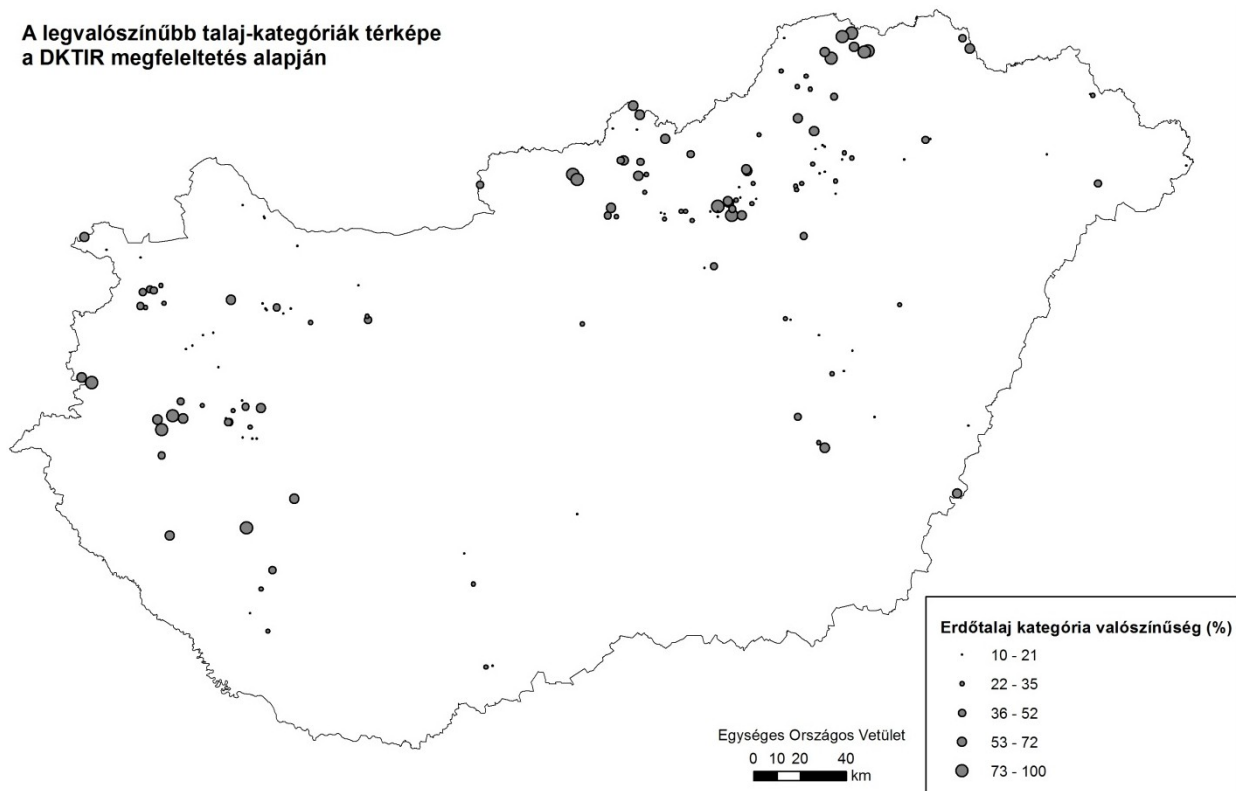 A legvalószínűbb talaj-kategóriák térképe
a DKTIR megfeleltetés alapján
Erdőtalaj kategória valószínűség (%)
10 - 21
22 - 35
36 - 52
53 - 72
73 - 100
Egységes Országos Vetület
0 10 20 40
km